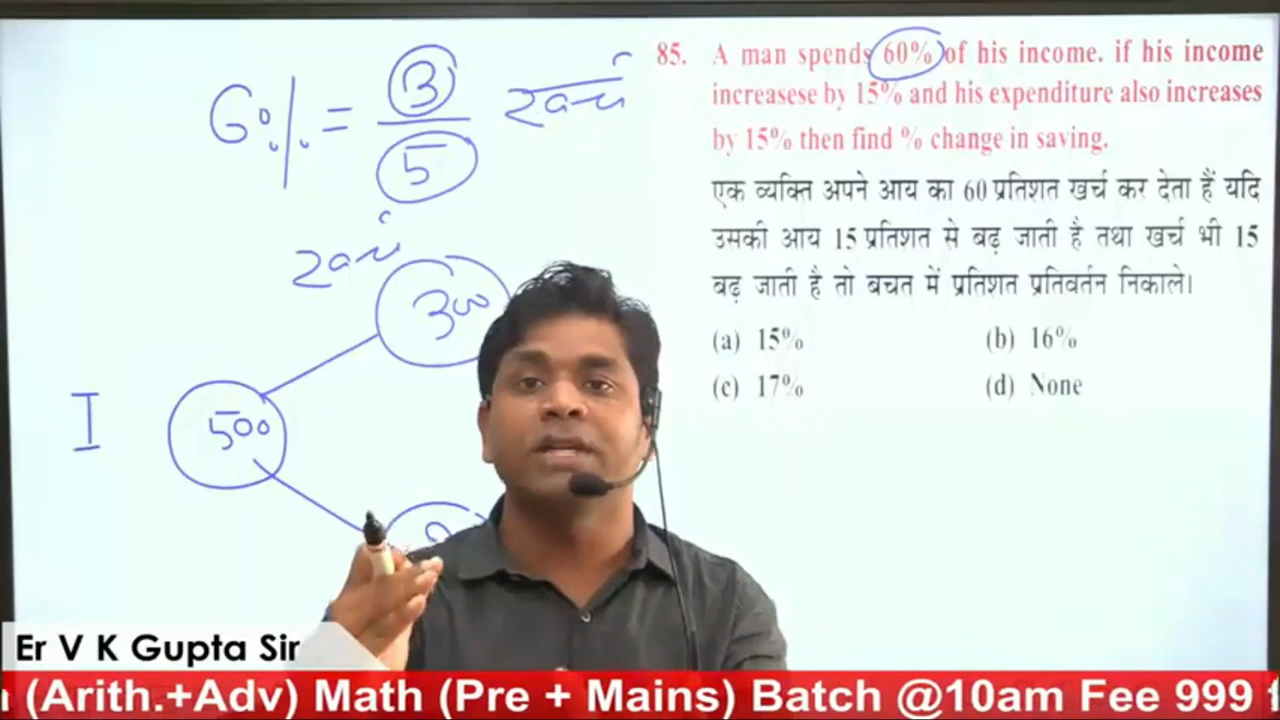 60% = 3/5 खर्च
खर्च
300
I
500
85. A man spends 60% of his income. if his income
increasese by 15% and his expenditure also increases
by 15% then find % change in saving.
एक व्यक्ति अपने आय का 60 प्रतिशत खर्च कर देता हैं यदि
उसकी आय 15 प्रतिशत से बढ़ जाती है तथा खर्च भी 15
बढ़ जाती है तो बचत में प्रतिशत प्रतिवर्तन निकाले।
(a) 15% (b) 16%
(c) 17% (d) None
Er V K Gupta Sir
(Arith.+Adv) Math (Pre + Mains) Batch @10am Fee 999